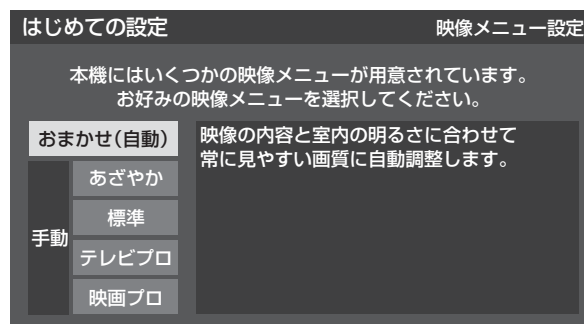 はじめての設定
映像メニュー設定
本機にはいくつかの映像メニューが用意されています。
お好みの映像メニューを選択してください。
おまかせ(自動)
映像の内容と室内の明るさに合わせて
常に見やすい画質に自動調整します。
手動
あざやか
標準
テレビプロ
映画プロ